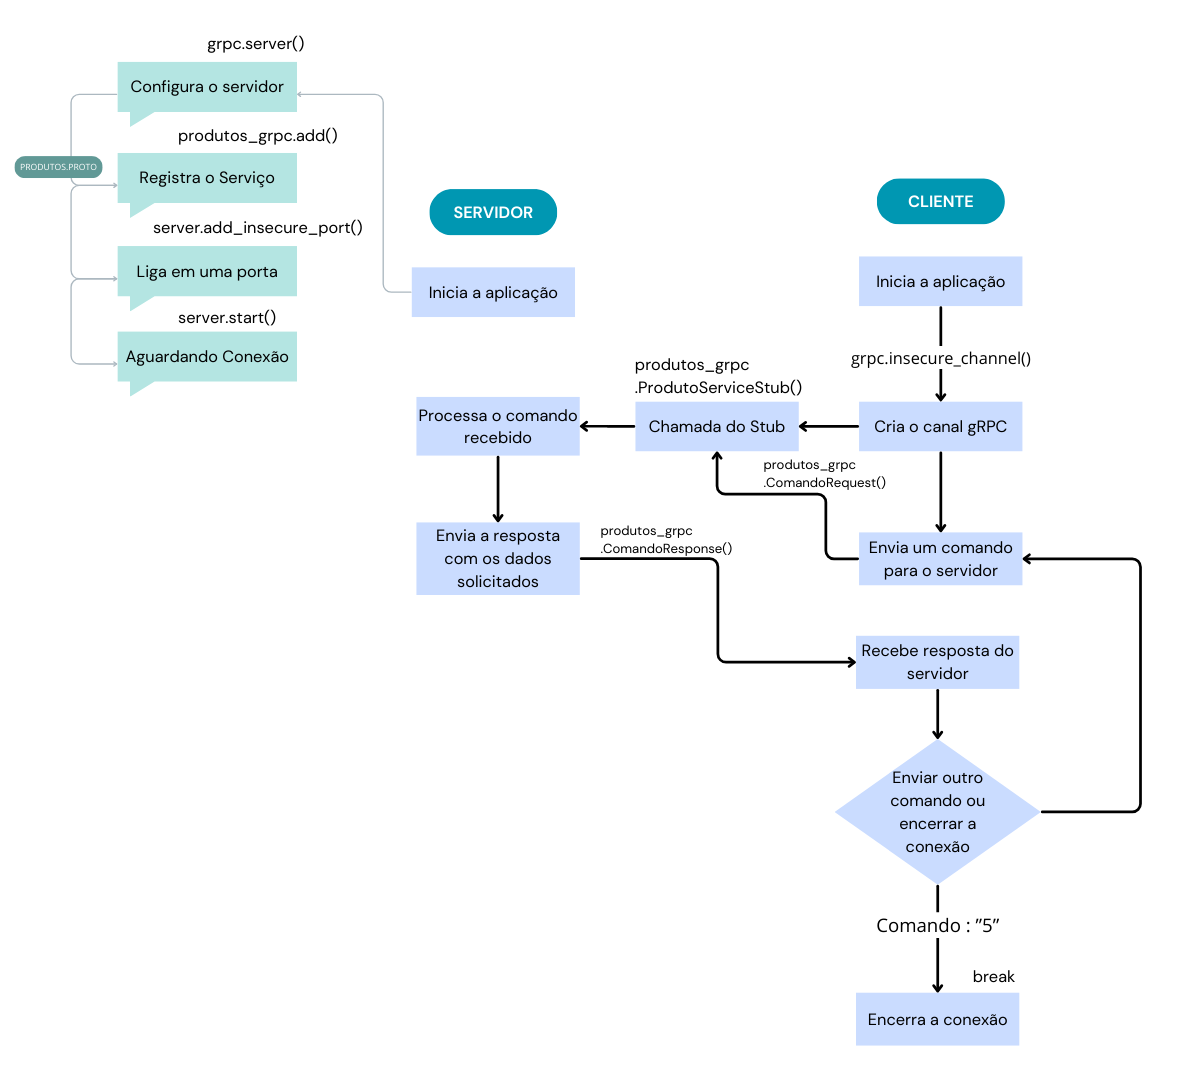 grpc.server()
Configura o servidor
produtos_grpc.add()
PRODUTOS.PROTO
Registra o Serviço
server.add_insecure_port()
Liga em uma porta
server.start()
Aguardando Conexão
SERVIDOR
Inicia a aplicação
CLIENTE
Inicia a aplicação
grpc.insecure_channel()
produtos_grpc
.ProdutoServiceStub()
Processa o comando
recebido
Chamada do Stub
Cria o canal gRPC
produtos_grpc
.ComandoRequest()
Envia a resposta
com os dados
solicitados
produtos_grpc
.ComandoResponse()
Envia um comando
para o servidor
Recebe resposta do
servidor
Enviar outro
comando ou
encerrar a
conexão
Comando : "5"
break
Encerra a conexão